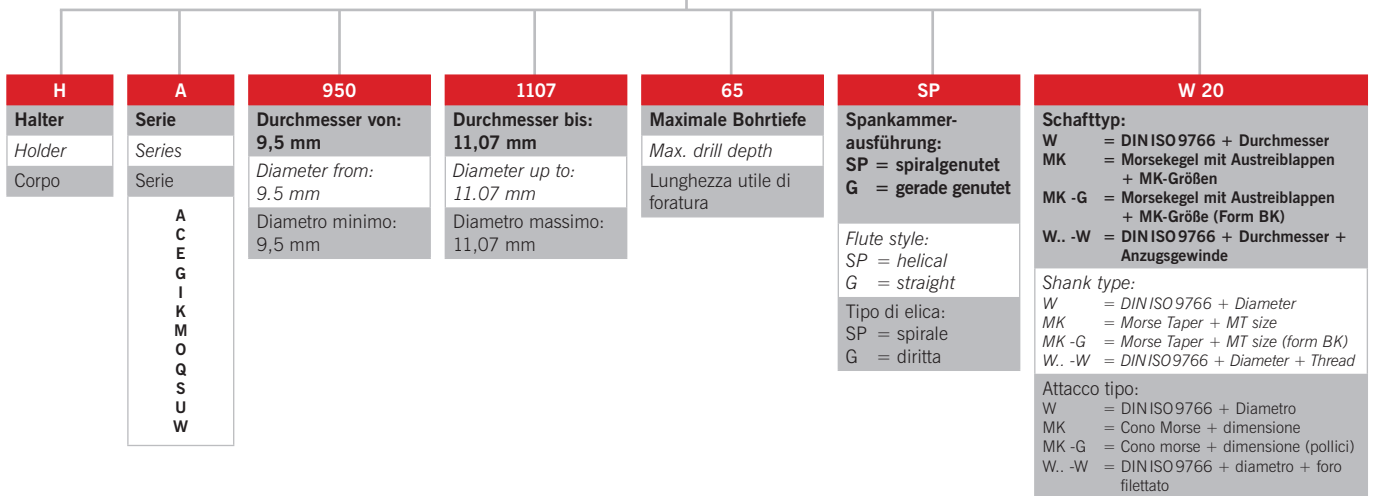 H
Halter
Holder
Corpo
A
Serie
Series
Serie
A
C
E
G
I
K
M
O
Q
S
U
W
950
Durchmesser von:
9,5 mm
Diameter from:
9.5 mm
Diametro minimo:
9,5 mm
1107
Durchmesser bis:
11,07 mm
Diameter up to:
11.07 mm
Diametro massimo:
11,07 mm
65
Maximale Bohrtiefe
Max. drill depth
Lunghezza utile di
foratura
SP
Spankammer-
ausführung:
SP = spiralgenutet
G = gerade genutet
Flute style:
SP = helical
G = straight
Tipo di elica:
SP = spirale
G = diritta
W 20
Schafttyp:
W = DIN ISO 9766 + Durchmesser
MK = Morsekegel mit Austreiblappen
+ MK-Größen
MK -G = Morsekegel mit Austreiblappen
+ MK-Größe (Form BK)
W.. -W = DIN ISO 9766 + Durchmesser +
Anzugsgewinde
Shank type:
W = DIN ISO 9766 + Diameter
MK = Morse Taper + MT size
MK -G = Morse Taper + MT size (form BK)
W.. -W = DIN ISO 9766 + Diameter + Thread
Attacco tipo:
W = DIN ISO 9766 + Diametro
MK = Cono Morse + dimensione
MK -G = Cono morse + dimensione (pollici)
W.. -W = DIN ISO 9766 + diametro + foro
filettato